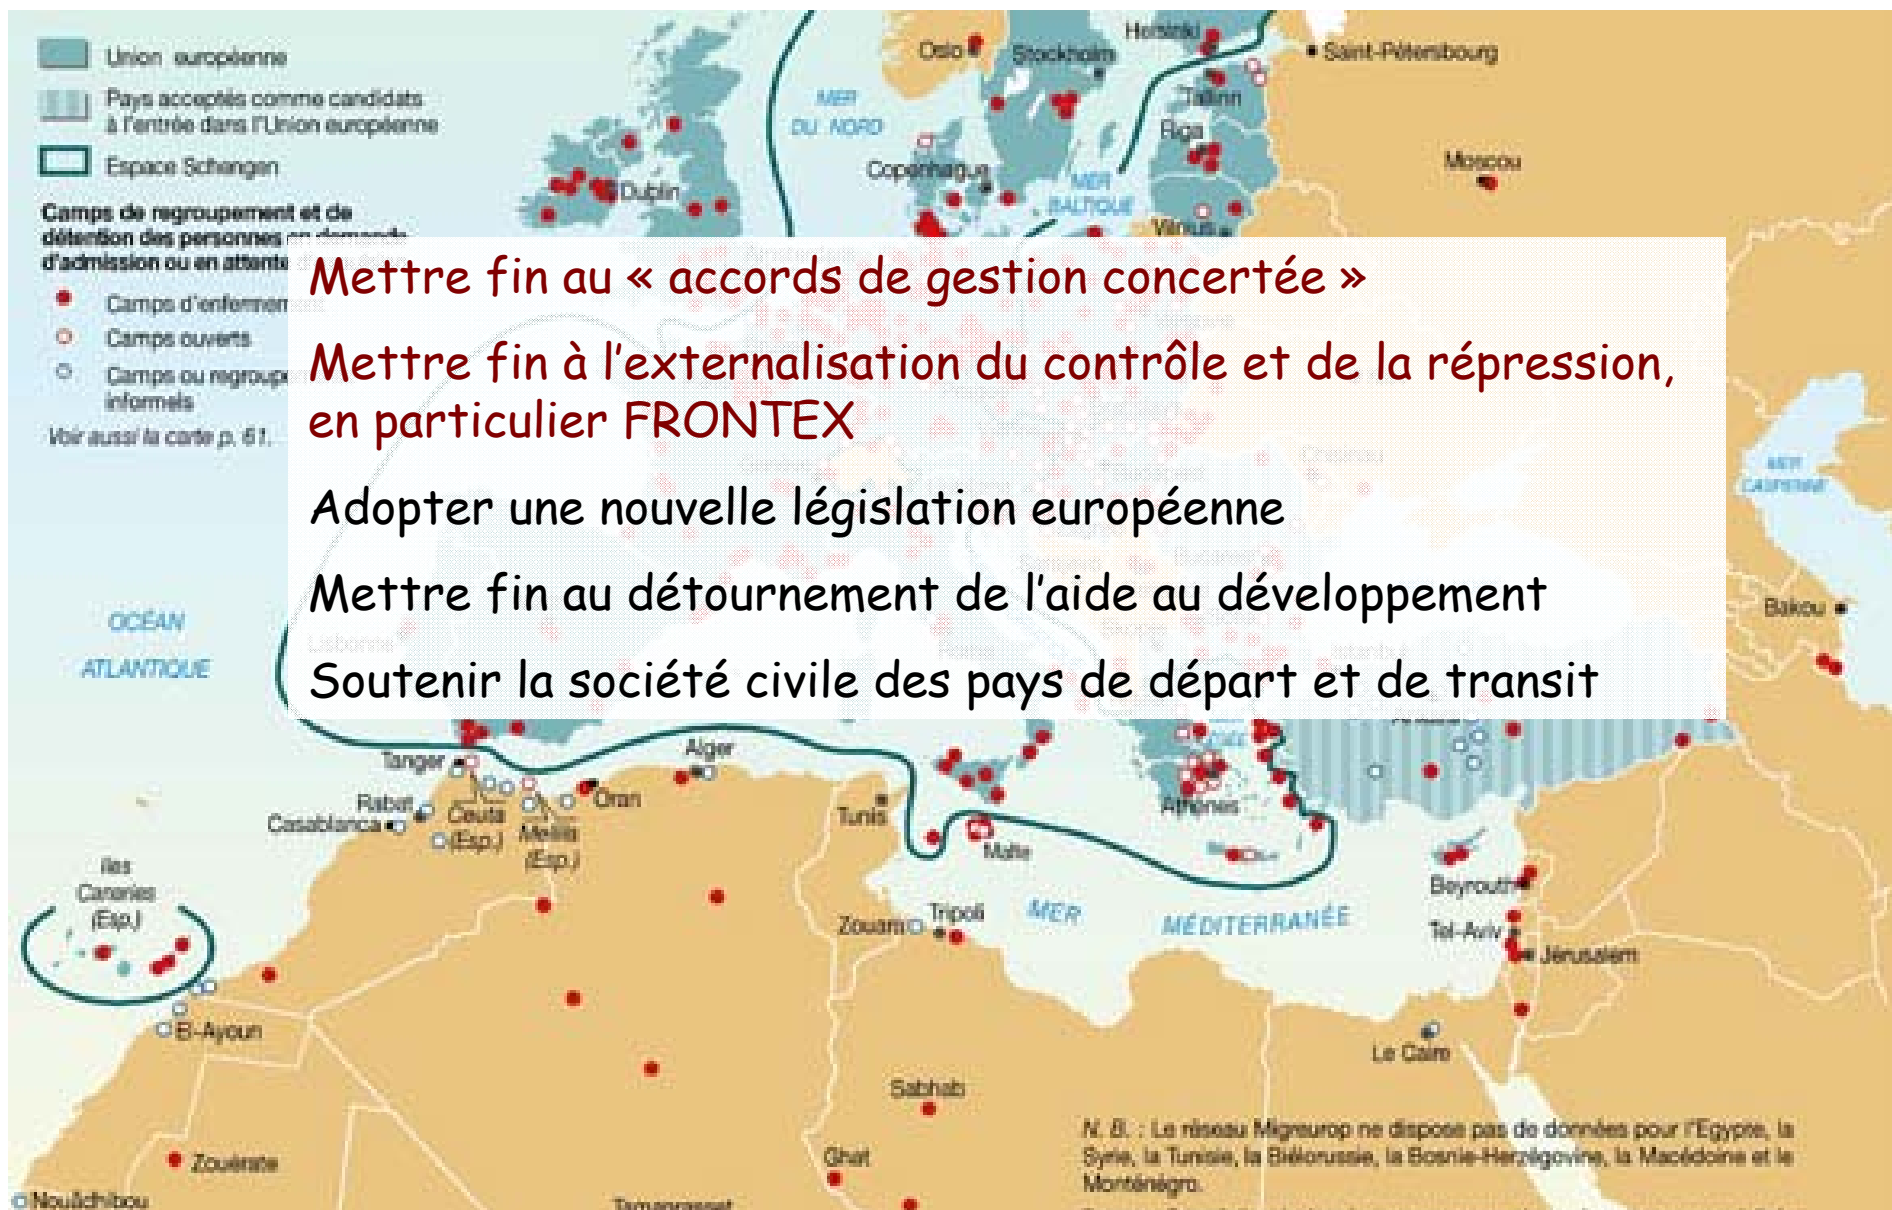 Union européenne
Pays acceptés comme candidats
à l'entrée dans l'Union européenne
Espace Schengen
Camps de regroupement et de
détention des personnes en demande
d'admission ou en attente
Camps d'enfermement
Camps ouverts
Camps ou regroupe
informels
Voir aussi la carte p. 61.
Mettre fin au « accords de gestion concertée »
Mettre fin à l'externalisation du contrôle et de la répression,
en particulier FRONTEX
Adopter une nouvelle législation européenne
Mettre fin au détournement de l'aide au développement
Soutenir la société civile des pays de départ et de transit
Oslo
Stockholm
Helsinki
Saint-Pétersbourg
Tallinn
MER
DU NORD
Riga
Moscou
Copenhague
MER
BALTIQUE
Dublin
Vilnius
Chisinau
MER
CASPIENNE
Bakou
OCÉAN
ATLANTIQUE
Lisbonne
Tanger
Alger
Rabat
Casablanca
Ceuta
(Esp.)
Melilla
(Esp.)
Oran
Tunis
Malte
Athènes
îles
Canaries
(Esp.)
Zouara
Tripoli
MER
MÉDITERRANÉE
Beyrouth
Tel-Aviv
Jérusalem
El-Ayoun
Le Caire
Sabhah
Zouérate
Ghat
Nouâdhibou
Tamanrasset
N. B. : Le réseau Migreurop ne dispose pas de données pour l'Egypte, la
Syrie, la Tunisie, la Biélorussie, la Bosnie-Herzégovine, la Macédoine et le
Monténégro.